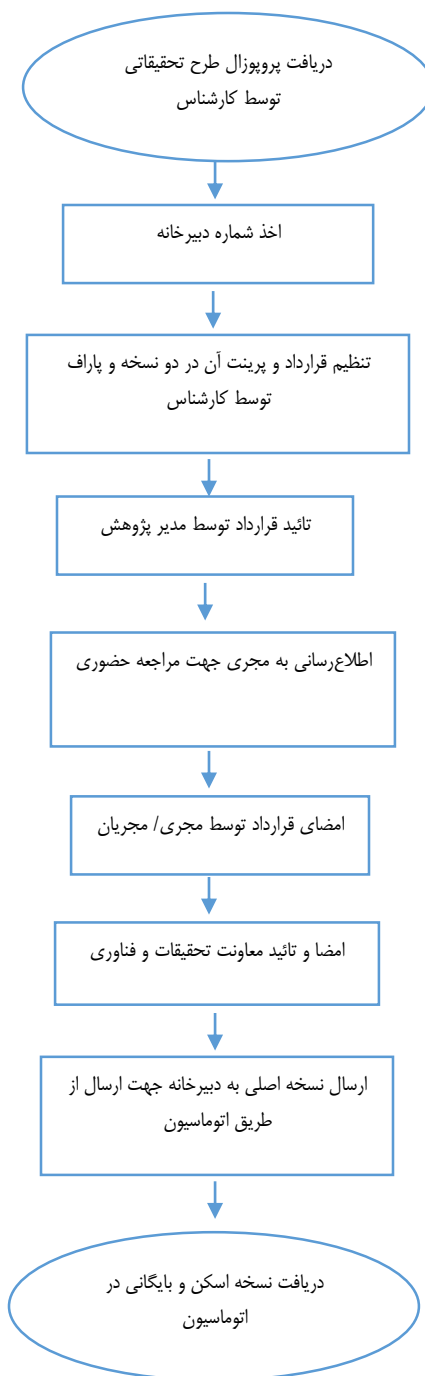 دریافت پروپوزال طرح تحقیقاتی
توسط کارشناس
اخذ شماره دبیرخانه
تنظیم قرارداد و پرینت آن در دو نسخه و پاراف
توسط کارشناس
تائید قرارداد توسط مدیر پژوهش
اطلاع‌رسانی به مجری جهت مراجعه حضوری
امضای قرارداد توسط مجری/ مجریان
امضا و تائید معاونت تحقیقات و فناوری
ارسال نسخه اصلی به دبیرخانه جهت ارسال از
طریق اتوماسیون
دریافت نسخه اسکن و بایگانی در
اتوماسیون